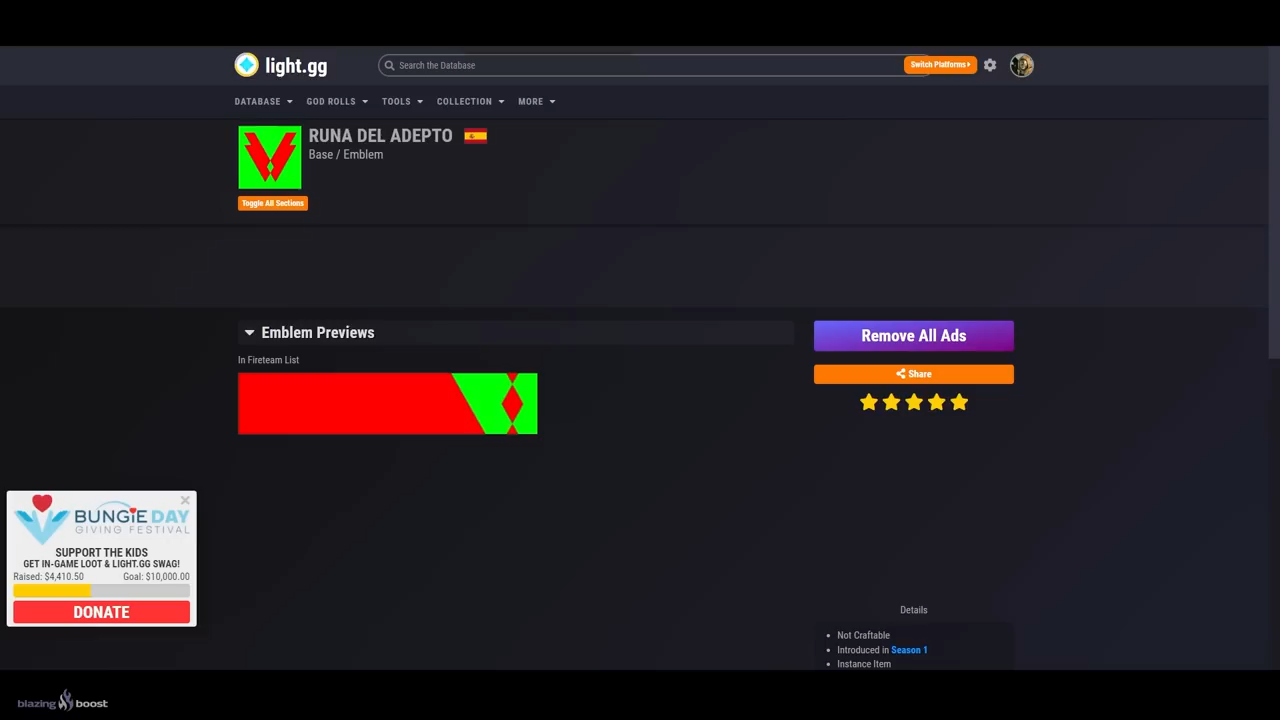 light.gg
Search the Database
Switch Platforms
DATABASE GOD ROLLS TOOLS COLLECTION MORE
RUNA DEL ADEPTO
Base / Emblem
Toggle All Sections
Emblem Previews
In Fireteam List
Remove All Ads
Share
BUNGIE DAY
GIVING FESTIVAL
SUPPORT THE KIDS
GET IN-GAME LOOT & LIGHT.GG SWAG!
Raised: $4,410.50 Goal: $10,000.00
DONATE
Details
Not Craftable
Introduced in Season 1
Instance Item
blazing boost